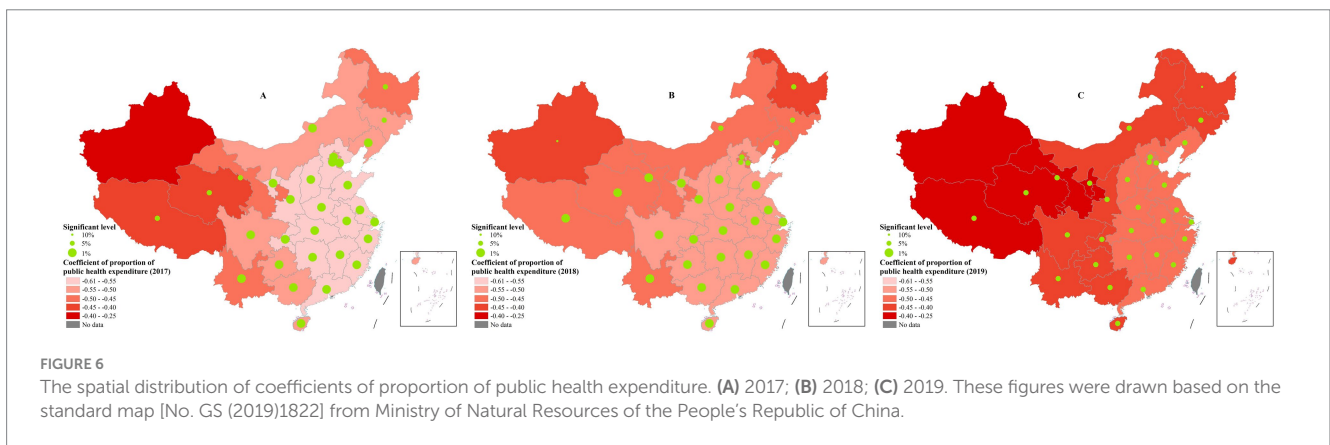 A
Significant level
10%
5%
1%
Coefficient of proportion of
public health expenditure (2017)
-0.61 - -0.55
-0.55 - -0.50
-0.50 - -0.45
-0.45 - -0.40
-0.40 - -0.25
No data
B
Significant level
10%
5%
1%
Coefficient of proportion of
public health expenditure (2018)
-0.61 - -0.55
-0.55 - -0.50
-0.50 - -0.45
-0.45 - -0.40
-0.40 - -0.25
No data
C
Significant level
10%
5%
1%
Coefficient of proportion of
public health expenditure (2019)
-0.61 - -0.55
-0.55 - -0.50
-0.50 - -0.45
-0.45 - -0.40
-0.40 - -0.25
No data
FIGURE 6
The spatial distribution of coefficients of proportion of public health expenditure. (A) 2017; (B) 2018; (C) 2019. These figures were drawn based on the
standard map [No. GS (2019)1822] from Ministry of Natural Resources of the People's Republic of China.